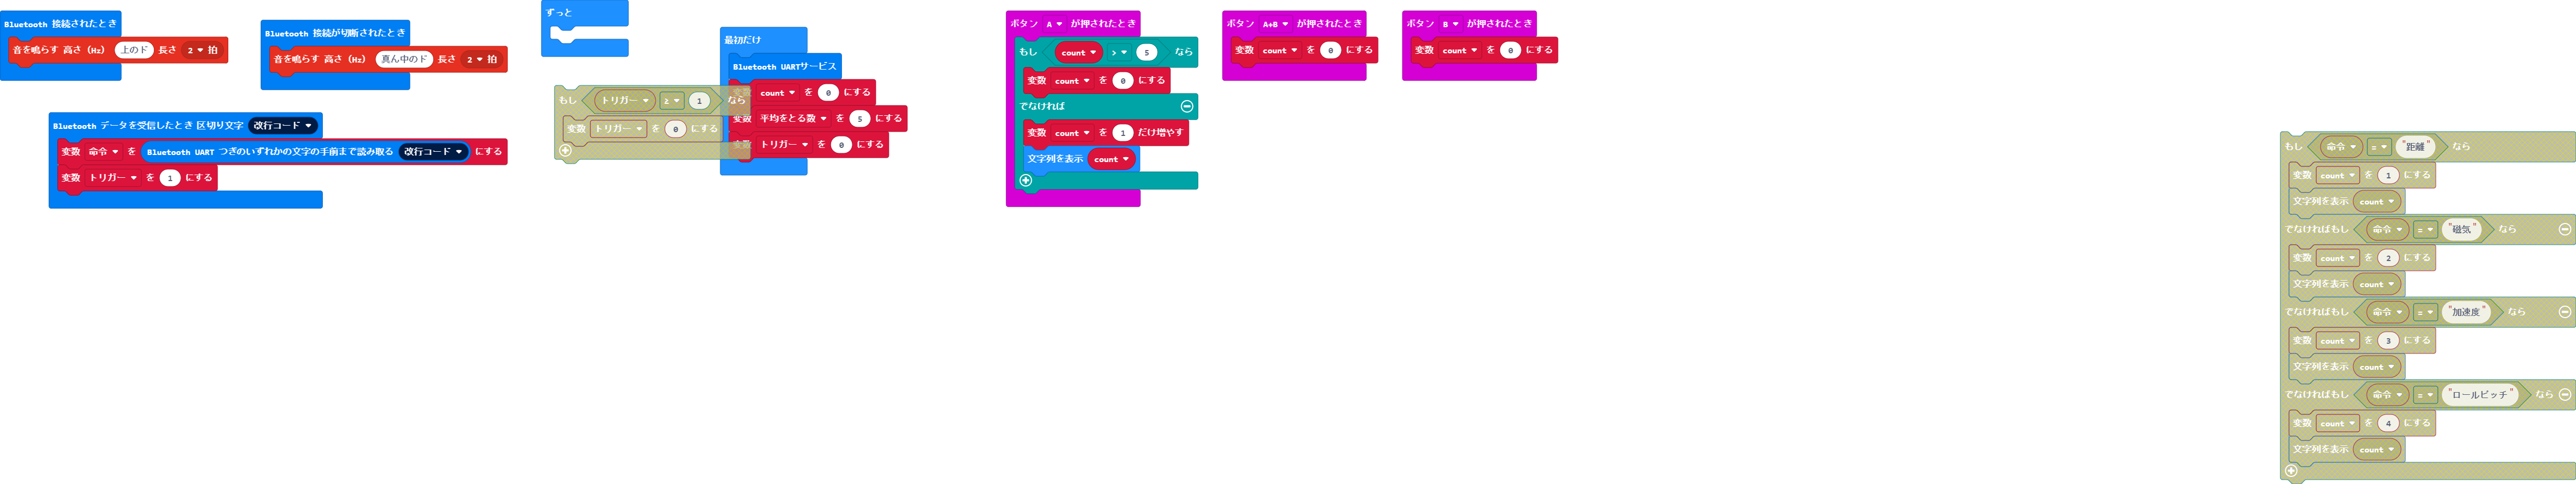 Bluetooth 接続されたとき
音を鳴らす 高さ (Hz) 上のド 長さ 2 拍
Bluetooth 接続が切断されたとき
音を鳴らす 高さ (Hz) 真ん中のド 長さ 2 拍
Bluetooth データを受信したとき 区切り文字 改行コード
変数 命令 を Bluetooth UART つぎのいずれかの文字の手前まで読み取る 改行コード にする
変数 トリガー を 1 にする
ずっと
もし トリガー ≥ 1 なら
変数 トリガー を 0 にする
最初だけ
Bluetooth UARTサービス
変数 count を 0 にする
変数 平均をとる数 を 5 にする
変数 トリガー を 0 にする
ボタン A が押されたとき
もし count > 5 なら
変数 count を 0 にする
でなければ
変数 count を 1 だけ増やす
文字列を表示 count
ボタン A+B が押されたとき
変数 count を 0 にする
ボタン B が押されたとき
変数 count を 0 にする
もし 命令 = "距離" なら
変数 count を 1 にする
文字列を表示 count
でなければもし 命令 = "磁気" なら
変数 count を 2 にする
文字列を表示 count
でなければもし 命令 = "加速度" なら
変数 count を 3 にする
文字列を表示 count
でなければもし 命令 = "ロールピッチ" なら
変数 count を 4 にする
文字列を表示 count